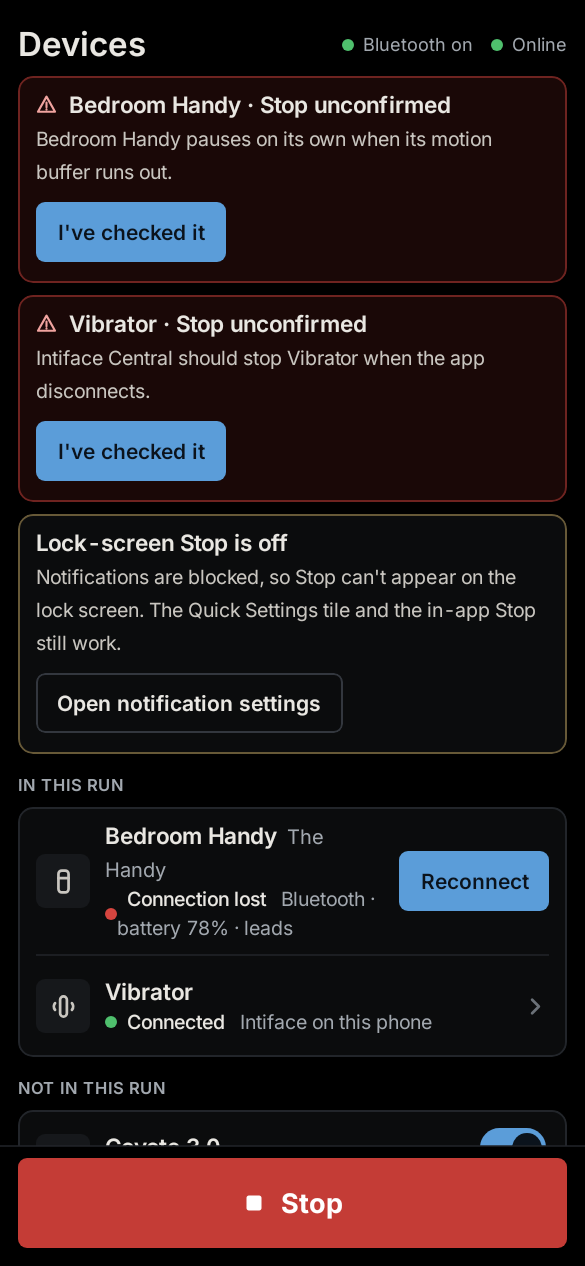 Devices
Bluetooth on
Online
Bedroom Handy · Stop unconfirmed
Bedroom Handy pauses on its own when its motion
buffer runs out.
I've checked it
Vibrator · Stop unconfirmed
Intiface Central should stop Vibrator when the app
disconnects.
I've checked it
Lock-screen Stop is off
Notifications are blocked, so Stop can't appear on the
lock screen. The Quick Settings tile and the in-app Stop
still work.
Open notification settings
IN THIS RUN
Bedroom Handy The
Handy
Connection lost Bluetooth ·
battery 78% · leads
Reconnect
Vibrator
Connected Intiface on this phone
NOT IN THIS RUN
Coyote 3.0
Stop